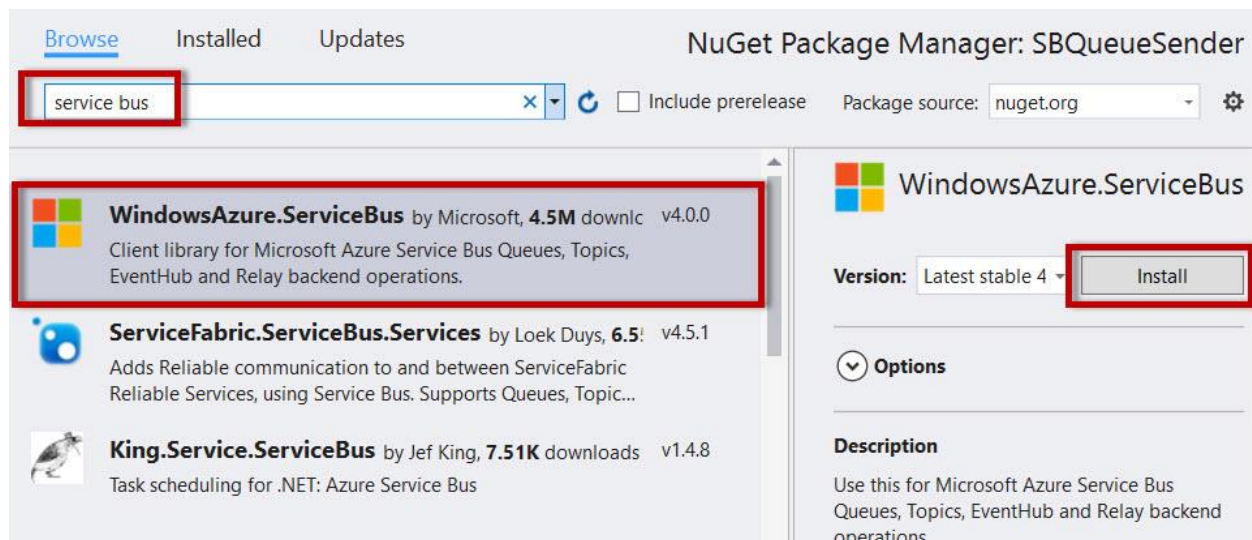 Browse Installed Updates NuGet Package Manager: SBQueueSender
service bus Include prerelease Package source: nuget.org
WindowsAzure.ServiceBus by Microsoft, 4.5M downlc v4.0.0
Client library for Microsoft Azure Service Bus Queues, Topics,
EventHub and Relay backend operations.
ServiceFabric.ServiceBus.Services by Loek Duys, 6.5 v4.5.1
Adds Reliable communication to and between ServiceFabric
Reliable Services, using Service Bus. Supports Queues, Topic...
King.Service.ServiceBus by Jef King, 7.51K downloads v1.4.8
Task scheduling for .NET: Azure Service Bus
WindowsAzure.ServiceBus
Version: Latest stable 4 Install
Options
Description
Use this for Microsoft Azure Service Bus
Queues, Topics, EventHub and Relay backend
operations